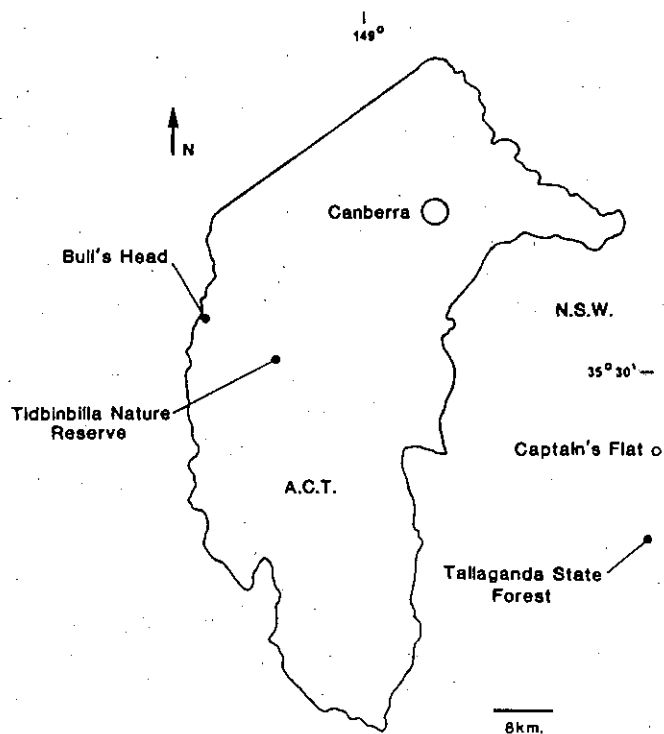 149°
N
Canberra
Bull's Head
N.S.W.
35° 30'
Tidbinbilla Nature
Reserve
Captain's Flat
A.C.T.
Tallaganda State
Forest
8km.